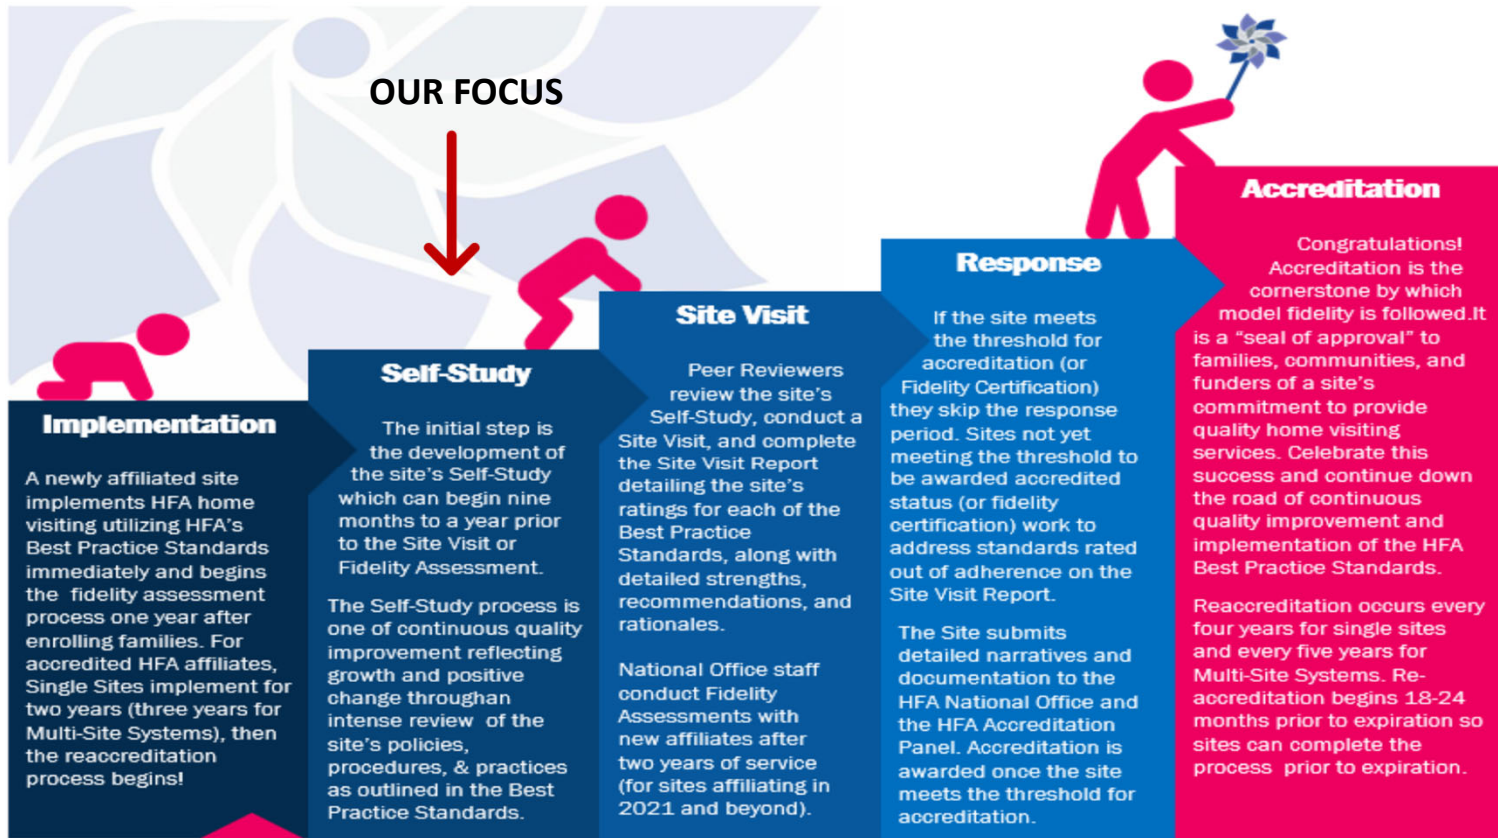 OUR FOCUS
Implementation
A newly affiliated site
implements HFA home
visiting utilizing HFA's
Best Practice Standards
immediately and begins
the fidelity assessment
process one year after
enrolling families. For
accredited HFA affiliates,
Single Sites implement for
two years (three years for
Multi-Site Systems), then
the reaccreditation
process begins!
Self-Study
The initial step is
the development of
the site's Self-Study
which can begin nine
months to a year prior
to the Site Visit or
Fidelity Assessment.
The Self-Study process is
one of continuous quality
improvement reflecting
growth and positive
change throughan
intense review of the
site's policies,
procedures, & practices
as outlined in the Best
Practice Standards.
Site Visit
Peer Reviewers
review the site's
Self-Study, conduct a
Site Visit, and complete
the Site Visit Report
detailing the site's
ratings for each of the
Best Practice
Standards, along with
detailed strengths,
recommendations, and
rationales.
National Office staff
conduct Fidelity
Assessments with
new affiliates after
two years of service
(for sites affiliating in
2021 and beyond).
Response
If the site meets
the threshold for
accreditation (or
Fidelity Certification)
they skip the response
period. Sites not yet
meeting the threshold to
be awarded accredited
status (or fidelity
certification) work to
address standards rated
out of adherence on the
Site Visit Report.
The Site submits
detailed narratives and
documentation to the
HFA National Office and
the HFA Accreditation
Panel. Accreditation is
awarded once the site
meets the threshold for
accreditation.
Accreditation
Congratulations!
Accreditation is the
cornerstone by which
model fidelity is followed.It
is a “seal of approval” to
families, communities, and
funders of a site's
commitment to provide
quality home visiting
services. Celebrate this
success and continue down
the road of continuous
quality improvement and
implementation of the HFA
Best Practice Standards.
Reaccreditation occurs every
four years for single sites
and every five years for
Multi-Site Systems. Re-
accreditation begins 18-24
months prior to expiration so
sites can complete the
process prior to expiration.